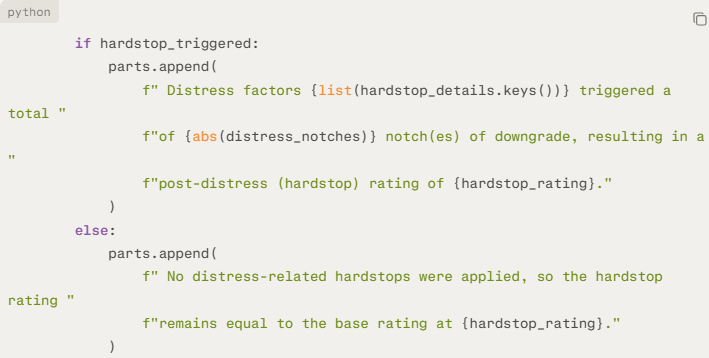 python
        if hardstop_triggered:
            parts.append(
                f" Distress factors {list(hardstop_details.keys())} triggered a
total "
                f"of {abs(distress_notches)} notch(es) of downgrade, resulting in a
"
                f"post-distress (hardstop) rating of {hardstop_rating}."
            )
        else:
            parts.append(
                f" No distress-related hardstops were applied, so the hardstop
rating "
                f"remains equal to the base rating at {hardstop_rating}."
            )